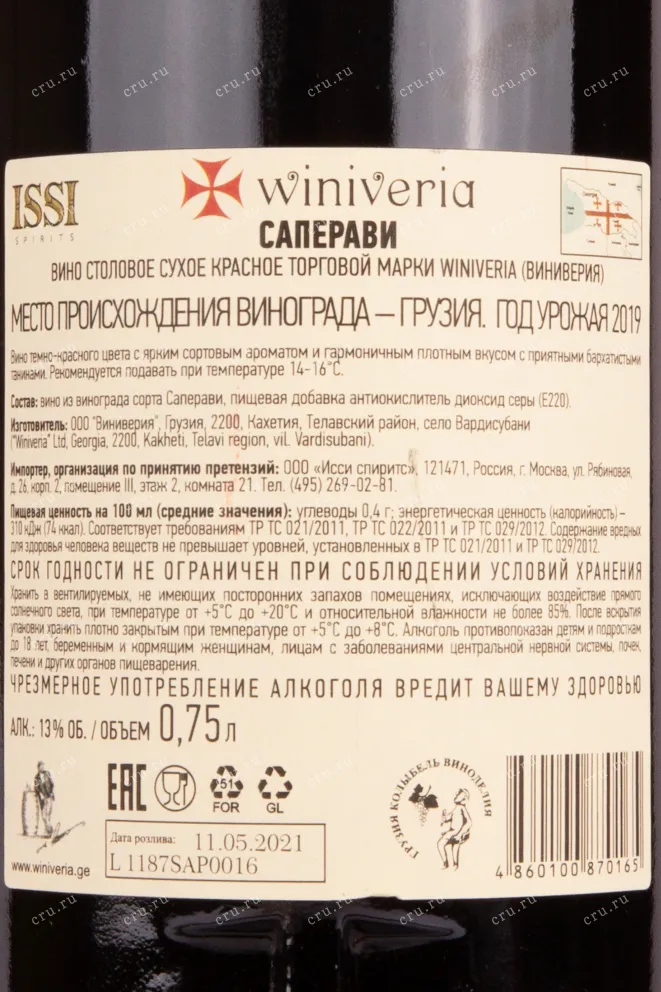 ISSI
SPIRITS
winiveria
САПЕРАВИ
ВИНО СТОЛОВОЕ СУХОЕ КРАСНОЕ ТОРГОВОЙ МАРКИ WINIVERIA (ВИНИВЕРИЯ)
МЕСТО ПРОИСХОЖДЕНИЯ ВИНОГРАДА – ГРУЗИЯ. ГОД УРОЖАЯ 2019
Вино темно-красного цвета с ярким сортовым ароматом и гармоничным плотным вкусом с приятными бархатистыми
танинами. Рекомендуется подавать при температуре 14-16°C.
Состав: вино из винограда сорта Саперави, пищевая добавка антиокислитель диоксид серы (Е220).
Изготовитель: ООО "Виниверия", Грузия, 2200, Кахетия, Телавский район, село Вардисубани
("Winiveria" Ltd, Georgia, 2200, Kakheti, Telavi region, vil. Vardisubani).
Импортер, организация по принятию претензий: ООО «Исси спиритс», 121471, Россия, г. Москва, ул. Рябиновая,
д. 26, корп. 2, помещение III, этаж 2, комната 21. Тел. (495) 269-02-81.
Пищевая ценность на 100 мл (средние значения): углеводы 0,4 г; энергетическая ценность (калорийность) –
310 кДж (74 ккал). Соответствует требованиям ТР ТС 021/2011, ТР ТС 022/2011 и ТР ТС 029/2012. Содержание вредных
для здоровья человека веществ не превышает уровней, установленных в ТР ТС 021/2011 и ТР ТС 029/2012.
СРОК ГОДНОСТИ НЕ ОГРАНИЧЕН ПРИ СОБЛЮДЕНИИ УСЛОВИЙ ХРАНЕНИЯ
Хранить в вентилируемых, не имеющих посторонних запахов помещениях, исключающих воздействие прямого
солнечного света, при температуре от +5°C до +20°C и относительной влажности не более 85%. После вскрытия
упаковки хранить плотно закрытым при температуре от +5°C до +8°C. Алкоголь противопоказан детям и подросткам
до 18 лет, беременным и кормящим женщинам, лицам с заболеваниями центральной нервной системы, почек,
печени и других органов пищеварения.
ЧРЕЗМЕРНОЕ УПОТРЕБЛЕНИЕ АЛКОГОЛЯ ВРЕДИТ ВАШЕМУ ЗДОРОВЬЮ
АЛК.: 13% ОБ. / ОБЪЕМ 0,75 л
ЕАС
51
FOR
GL
ГРУЗИЯ КОЛЫБЕЛЬ ВИНОДЕЛИЯ
Дата розлива: 11.05.2021
L 1187SAP0016
www.winiveria.ge
4 860100 870165
cru.ru